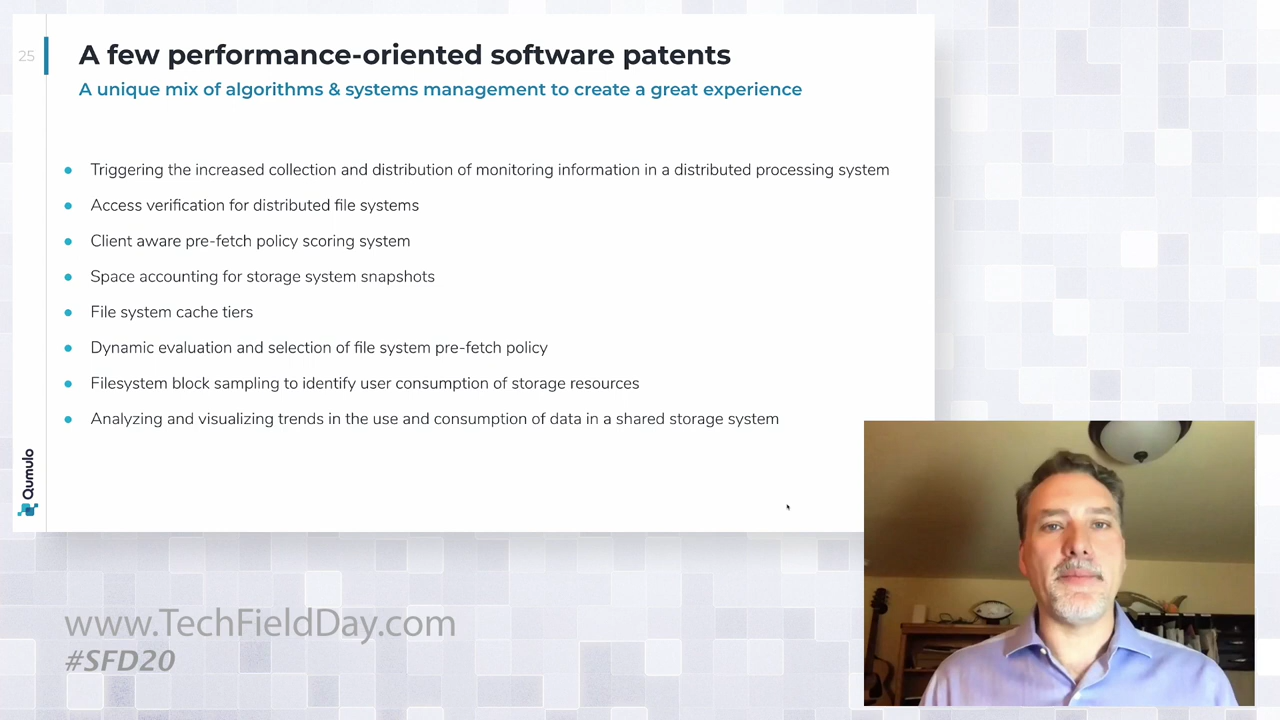 25
A few performance-oriented software patents
A unique mix of algorithms & systems management to create a great experience
Triggering the increased collection and distribution of monitoring information in a distributed processing system
Access verification for distributed file systems
Client aware pre-fetch policy scoring system
Space accounting for storage system snapshots
File system cache tiers
Dynamic evaluation and selection of file system pre-fetch policy
Filesystem block sampling to identify user consumption of storage resources
Analyzing and visualizing trends in the use and consumption of data in a shared storage system
Qumulo
www.TechFieldDay.com
#SFD20